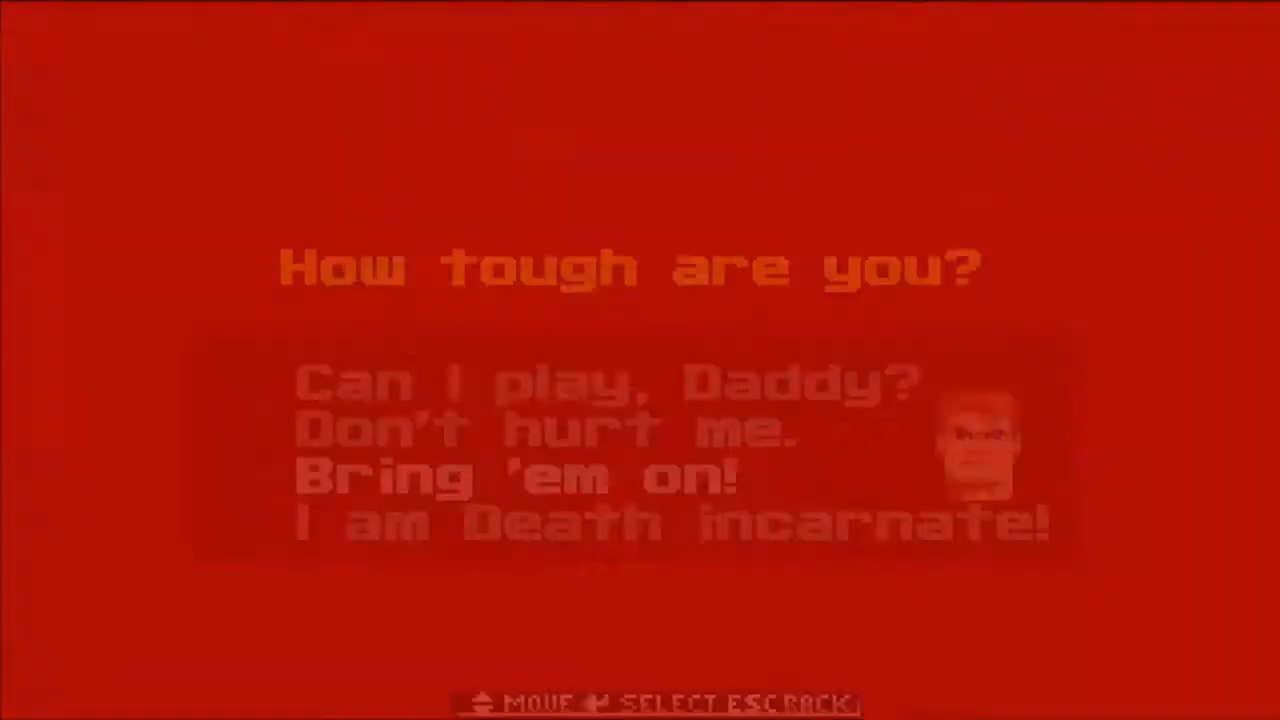 How tough are you?
Can I play, Daddy?
Don't hurt me.
Bring 'em on!
I am Death incarnate!
MOVE SELECT ESC BACK